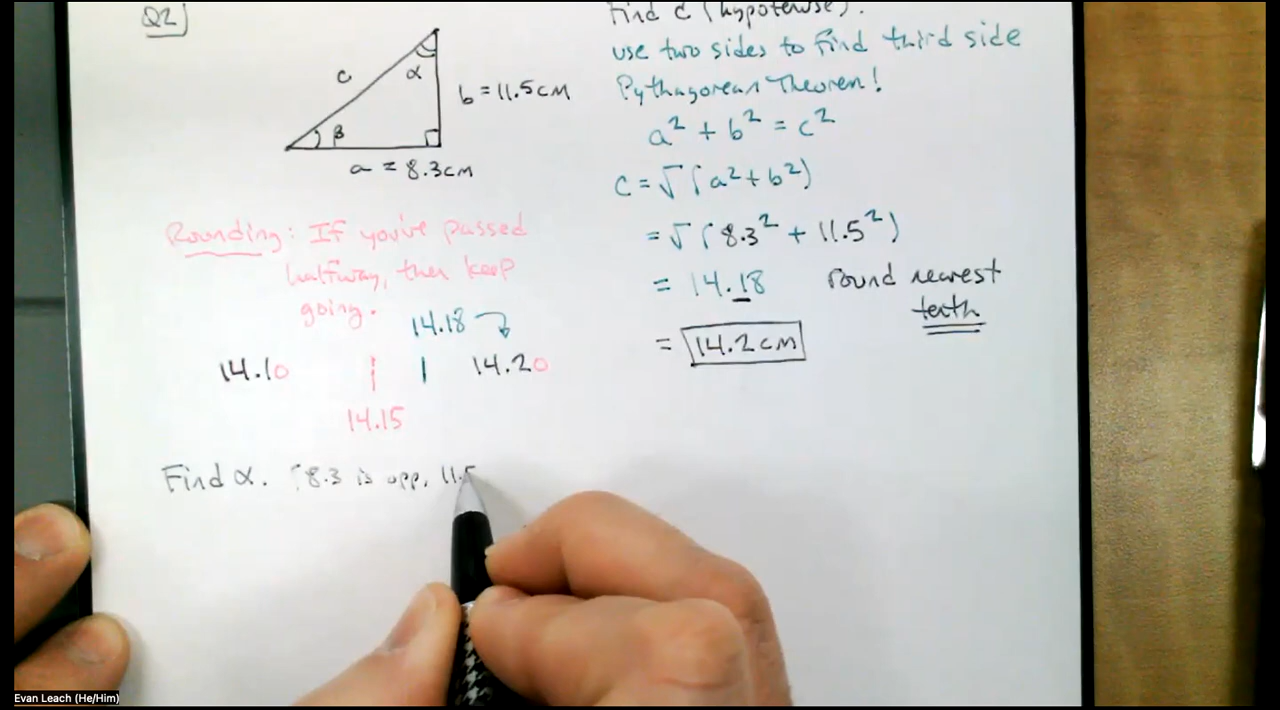 Q2)
Find c (hypotenuse).
use two sides to find third side
Pythagorean Theorem!
a² + b² = c²
c = √(a²+b²)
= √(8.3² + 11.5²)
= 14.18 round nearest
tenth
= 14.2cm
c
α
b = 11.5cm
β
a = 8.3cm
Rounding: If you've passed
halfway, then keep
going.
14.18
14.10 14.20
14.15
Find α. (8.3 is opp, 11.5
Evan Leach (He/Him)